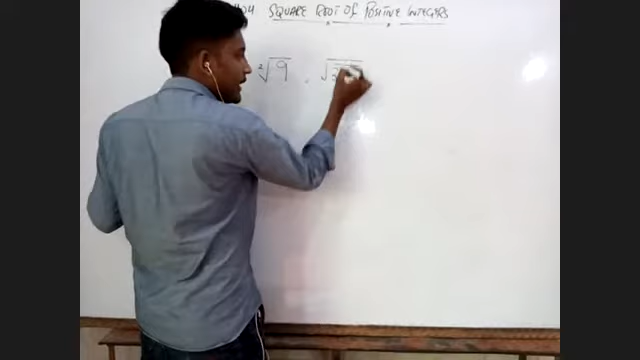 SQUARE ROOT OF POSITIVE INTEGERS
²√9 ,